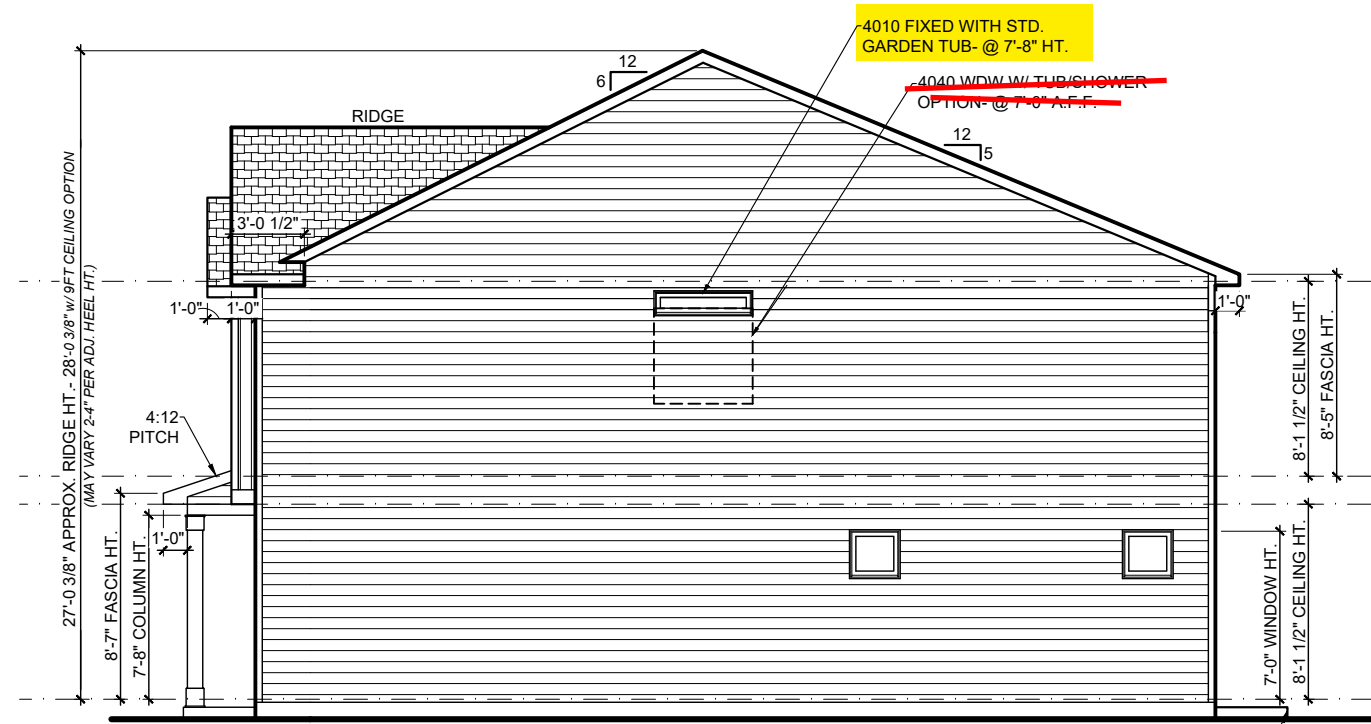 4010 FIXED WITH STD.
GARDEN TUB- @ 7'-8" HT.
4040 WDW W/ TUB/SHOWER
OPTION- @ 7'-0" A.F.F.
12
6
RIDGE
12
5
3'-0 1/2"
1'-0"
1'-0"
1'-0"
4:12
PITCH
1'-0"
27'-0 3/8" APPROX. RIDGE HT.- 28'-0 3/8" w/ 9FT CEILING OPTION
(MAY VARY 2-4" PER ADJ. HEEL HT.)
8'-7" FASCIA HT.
7'-8" COLUMN HT.
8'-1 1/2" CEILING HT.
8'-5" FASCIA HT.
7'-0" WINDOW HT.
8'-1 1/2" CEILING HT.